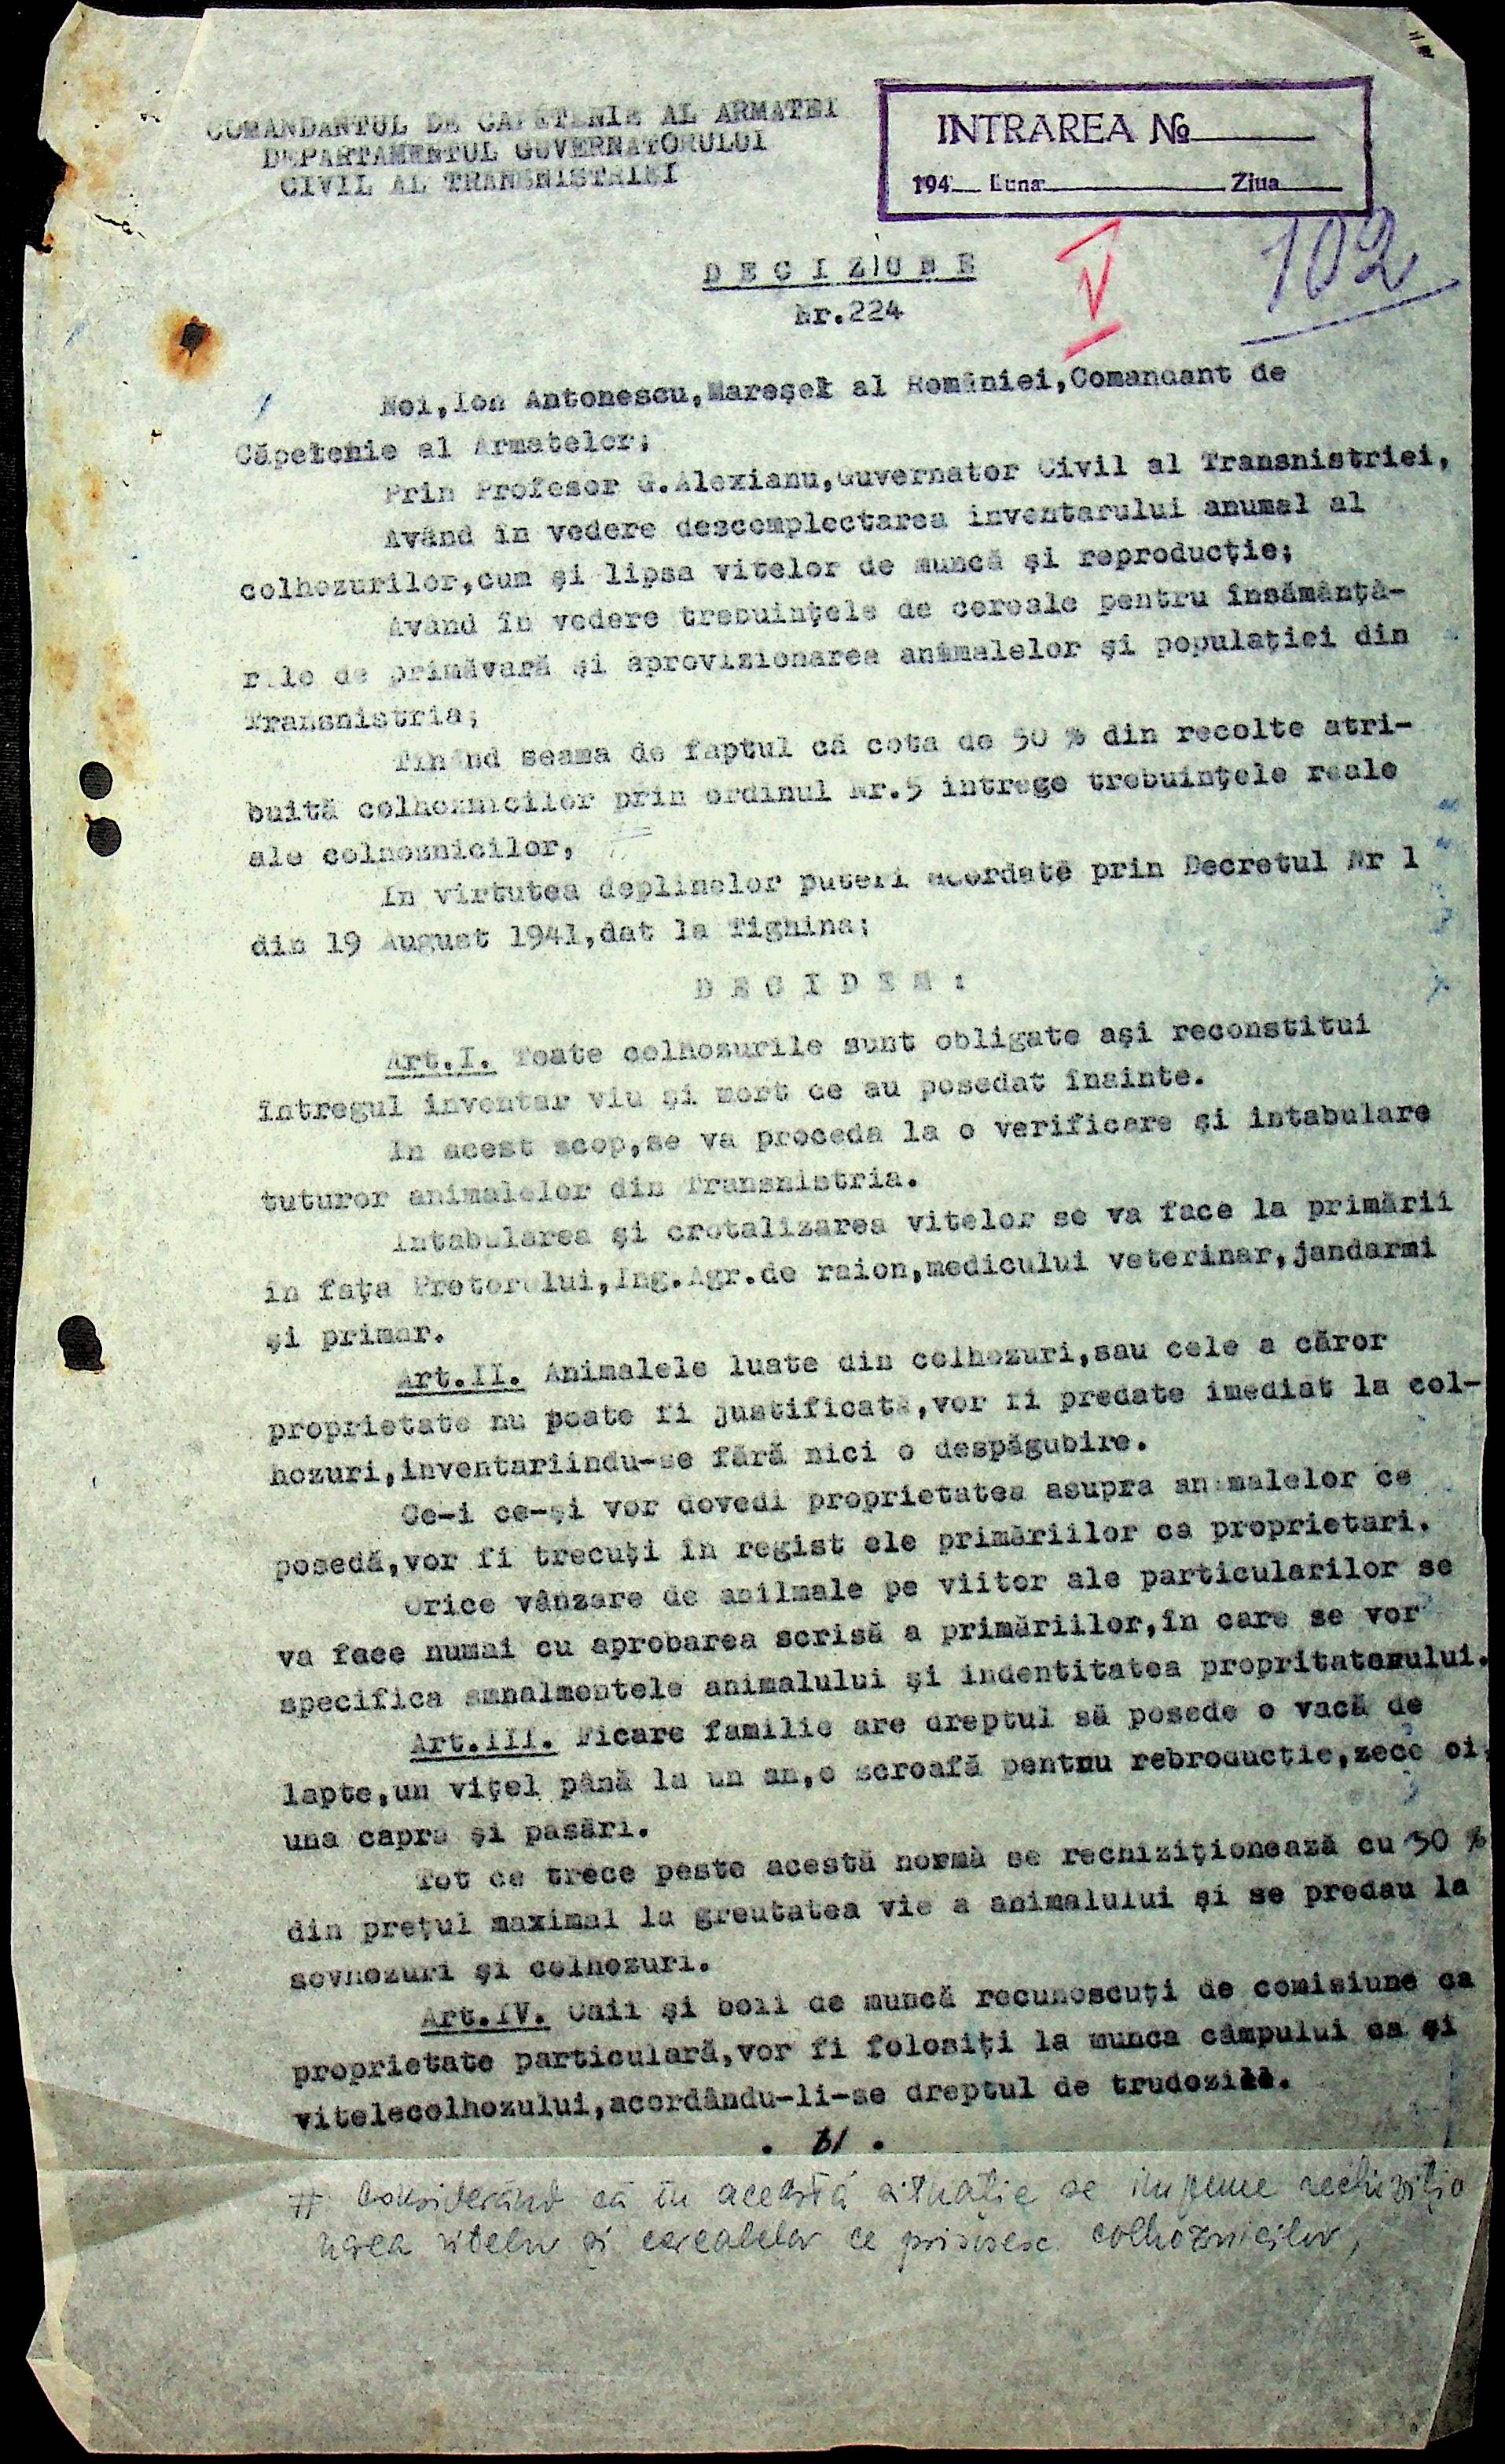 COMANDANTUL DE CAPETENIE AL ARMATEI
DEPARTAMENTUL GUVERNATORULUI
CIVIL AL TRANSNISTRIEI
INTRAREA №
194 Luna Ziua
102
V
D E C I Z I U N E
Nr.224
Noi,Ion Antonescu,Mareşel al României,Comandant de
Căpetenie al Armatelor;
Prin Profesor G.Alexianu,Guvernator Civil al Transnistriei,
Având în vedere descomplectarea inventarului anumal al
colhozurilor,cum şi lipsa vitelor de muncă şi reproducţie;
Având în vedere trebuinţele de cereale pentru însămânţă-
rile de primăvară şi aprovizionarea animalelor şi populaţiei din
Transnistria;
Tinând seama de faptul că cota de 50 % din recolte atri-
buită colhoznicilor prin ordinul Nr.5 întrege trebuinţele reale
ale colhoznicilor,
In virtutea deplinelor puteri acordate prin Decretul Nr 1
din 19 August 1941,dat la Tighina;
D E C I D E M :
Art.I. Toate colhozurile sunt obligate aşi reconstitui
întregul inventar viu şi mort ce au posedat înainte.
In acest scop,se va proceda la o verificare şi intabulare
tuturor animalelor din Transnistria.
Intabularea şi crotalizarea vitelor se va face la primării
în faţa Pretorului,Ing.Agr.de raion,medicului veterinar,jandarmi
şi primar.
Art.II. Animalele luate din colhozuri,sau cele a căror
proprietate nu poate fi justificată,vor fi predate imediat la col-
hozuri,inventariindu-se fără nici o despăgubire.
Ce-i ce-şi vor dovedi proprietatea asupra animalelor ce
posedă,vor fi trecuţi în regist ele primăriilor ca proprietari.
Orice vânzare de anilmale pe viitor ale particularilor se
va face numai cu aprobarea scrisă a primăriilor,în care se vor
specifica smnalmentele animalului şi indentitatea propritatarului.
Art.III. Ficare familie are dreptul să posede o vacă de
lapte,un viţel până la un an,o scroafă pentru rebroducţie,zece oi,
una capra şi pasări.
Tot ce trece peste acestă normă se rechiziţionează cu 50 %
din preţul maximal la greutatea vie a animalului şi se predau la
sovhozuri şi colhozuri.
Art.IV. Caii şi boii de muncă recunoscuţi de comisiune ca
proprietate particulară,vor fi folosiţi la munca câmpului ca şi
vitelecolhozului,acordându-li-se dreptul de trudozile.
. / .
# Considerând că în această situaţie se impune rechiziţio
narea vitelor şi cerealelor ce prisosesc colhoznicilor,